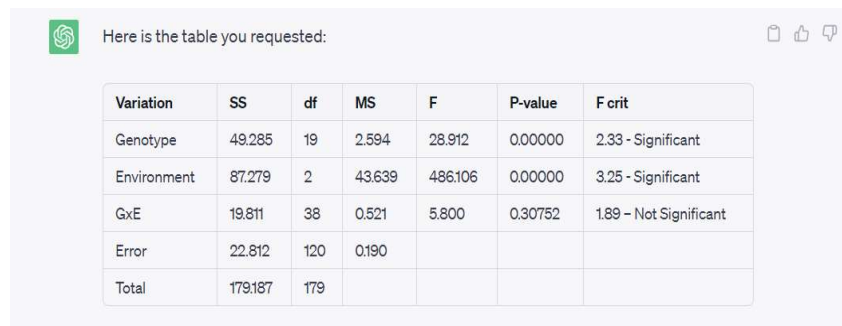 Here is the table you requested:
Variation SS df MS F P-value F crit
Genotype 49.285 19 2.594 28.912 0.00000 2.33 - Significant
Environment 87.279 2 43.639 486.106 0.00000 3.25 - Significant
GxE 19.811 38 0.521 5.800 0.30752 1.89 – Not Significant
Error 22.812 120 0.190
Total 179.187 179